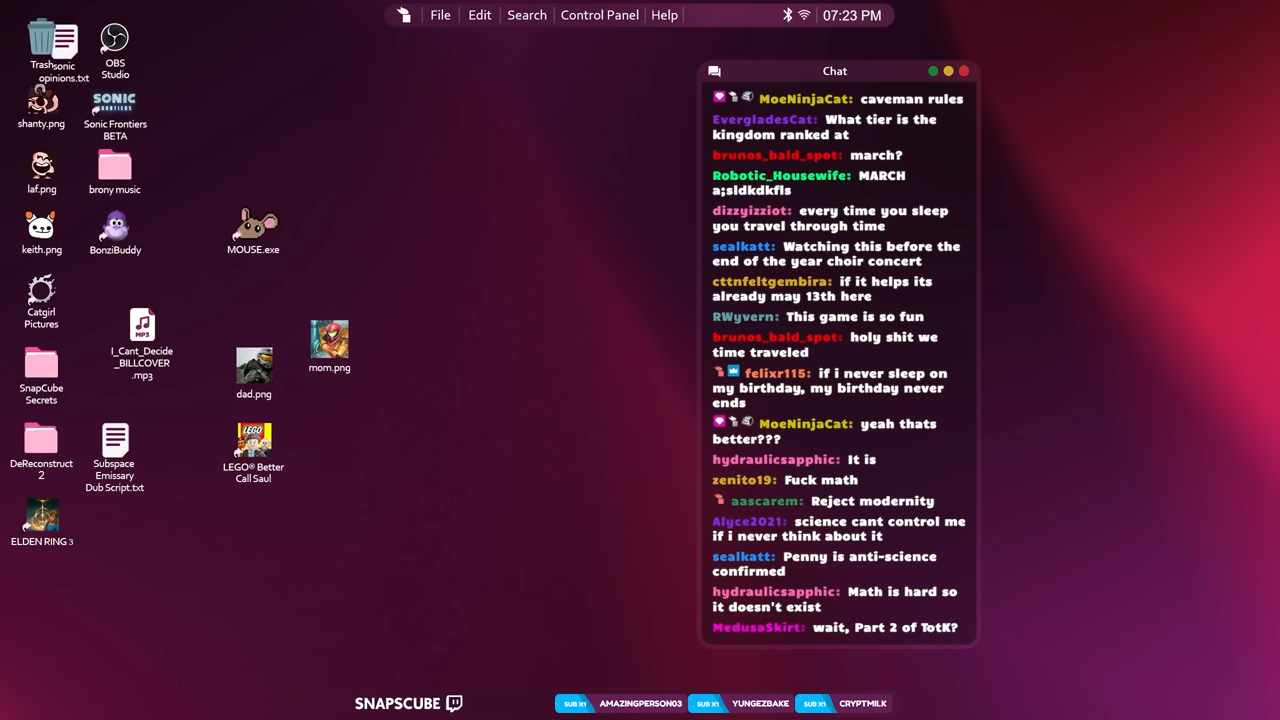 File Edit Search Control Panel Help 07:23 PM
Trash
sonic
opinions.txt
OBS
Studio
shanty.png
SONIC
FRONTIERS
Sonic Frontiers
BETA
laf.png
brony music
keith.png
BonziBuddy
MOUSE.exe
Catgirl
Pictures
MP3
I_Cant_Decide
_BILLCOVER
.mp3
mom.png
dad.png
SnapCube
Secrets
DeReconstruct
2
Subspace
Emissary
Dub Script.txt
LEGO
LEGO® Better
Call Saul
ELDEN RING 3
Chat
MoeNinjaCat: caveman rules
EvergladesCat: What tier is the
kingdom ranked at
brunos_bald_spot: march?
Robotic_Housewife: MARCH
a;sldkdkfls
dizzyizziot: every time you sleep
you travel through time
sealkatt: Watching this before the
end of the year choir concert
cttnfeltgembira: if it helps its
already may 13th here
RWyvern: This game is so fun
brunos_bald_spot: holy shit we
time traveled
felixr115: if i never sleep on
my birthday, my birthday never
ends
MoeNinjaCat: yeah thats
better???
hydraulicsapphic: It is
zenito19: Fuck math
aascarem: Reject modernity
Alyce2021: science cant control me
if i never think about it
sealkatt: Penny is anti-science
confirmed
hydraulicsapphic: Math is hard so
it doesn't exist
MedusaSkirt: wait, Part 2 of TotK?
SNAPSCUBE
SUB X1 AMAZINGPERSON03 SUB X1 YUNGEZBAKE SUB X1 CRYPTMILK